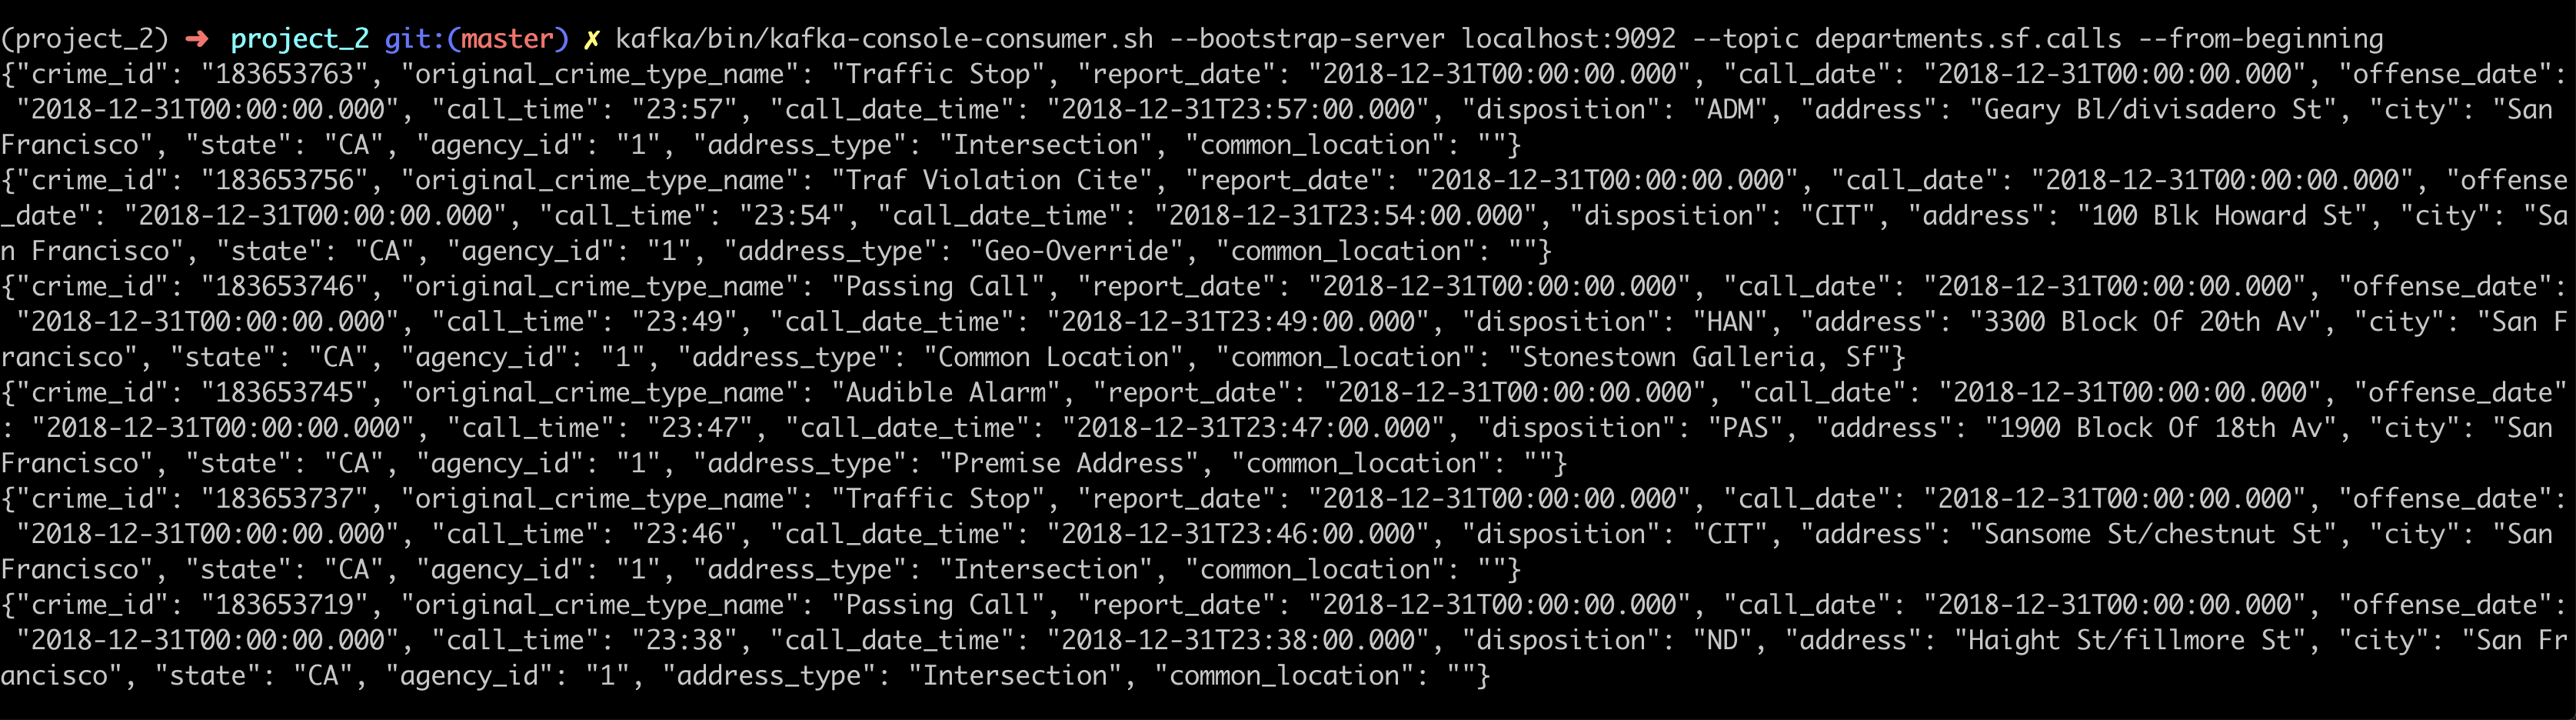 (project_2) ➜ project_2 git:(master) ✗ kafka/bin/kafka-console-consumer.sh --bootstrap-server localhost:9092 --topic departments.sf.calls --from-beginning
{"crime_id": "183653763", "original_crime_type_name": "Traffic Stop", "report_date": "2018-12-31T00:00:00.000", "call_date": "2018-12-31T00:00:00.000", "offense_date":
"2018-12-31T00:00:00.000", "call_time": "23:57", "call_date_time": "2018-12-31T23:57:00.000", "disposition": "ADM", "address": "Geary Bl/divisadero St", "city": "San
Francisco", "state": "CA", "agency_id": "1", "address_type": "Intersection", "common_location": ""}
{"crime_id": "183653756", "original_crime_type_name": "Traf Violation Cite", "report_date": "2018-12-31T00:00:00.000", "call_date": "2018-12-31T00:00:00.000", "offense
_date": "2018-12-31T00:00:00.000", "call_time": "23:54", "call_date_time": "2018-12-31T23:54:00.000", "disposition": "CIT", "address": "100 Blk Howard St", "city": "Sa
n Francisco", "state": "CA", "agency_id": "1", "address_type": "Geo-Override", "common_location": ""}
{"crime_id": "183653746", "original_crime_type_name": "Passing Call", "report_date": "2018-12-31T00:00:00.000", "call_date": "2018-12-31T00:00:00.000", "offense_date":
"2018-12-31T00:00:00.000", "call_time": "23:49", "call_date_time": "2018-12-31T23:49:00.000", "disposition": "HAN", "address": "3300 Block Of 20th Av", "city": "San F
rancisco", "state": "CA", "agency_id": "1", "address_type": "Common Location", "common_location": "Stonestown Galleria, Sf"}
{"crime_id": "183653745", "original_crime_type_name": "Audible Alarm", "report_date": "2018-12-31T00:00:00.000", "call_date": "2018-12-31T00:00:00.000", "offense_date"
: "2018-12-31T00:00:00.000", "call_time": "23:47", "call_date_time": "2018-12-31T23:47:00.000", "disposition": "PAS", "address": "1900 Block Of 18th Av", "city": "San
Francisco", "state": "CA", "agency_id": "1", "address_type": "Premise Address", "common_location": ""}
{"crime_id": "183653737", "original_crime_type_name": "Traffic Stop", "report_date": "2018-12-31T00:00:00.000", "call_date": "2018-12-31T00:00:00.000", "offense_date":
"2018-12-31T00:00:00.000", "call_time": "23:46", "call_date_time": "2018-12-31T23:46:00.000", "disposition": "CIT", "address": "Sansome St/chestnut St", "city": "San
Francisco", "state": "CA", "agency_id": "1", "address_type": "Intersection", "common_location": ""}
{"crime_id": "183653719", "original_crime_type_name": "Passing Call", "report_date": "2018-12-31T00:00:00.000", "call_date": "2018-12-31T00:00:00.000", "offense_date":
"2018-12-31T00:00:00.000", "call_time": "23:38", "call_date_time": "2018-12-31T23:38:00.000", "disposition": "ND", "address": "Haight St/fillmore St", "city": "San Fr
ancisco", "state": "CA", "agency_id": "1", "address_type": "Intersection", "common_location": ""}